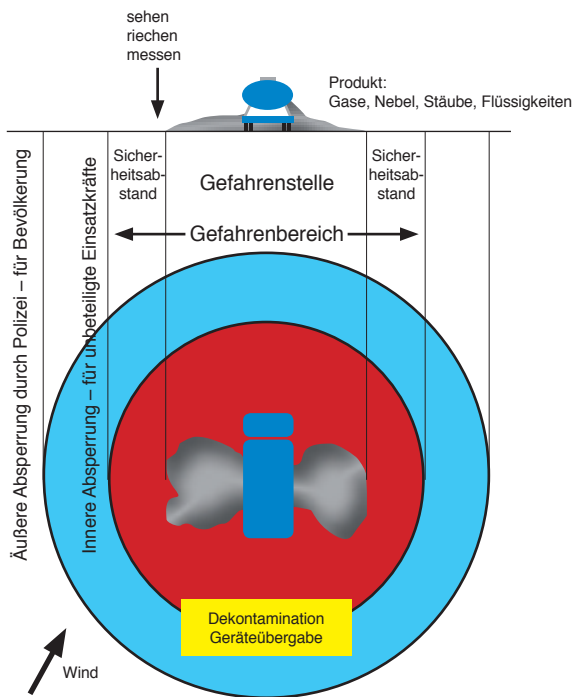 sehen
riechen
messen
Produkt:
Gase, Nebel, Stäube, Flüssigkeiten
Sicher-
heitsab-
stand
Gefahrenstelle
Sicher-
heitsab-
stand
Gefahrenbereich
Äußere Absperrung durch Polizei – für Bevölkerung
Innere Absperrung – für unbeteiligte Einsatzkräfte
Dekontamination
Geräteübergabe
Wind